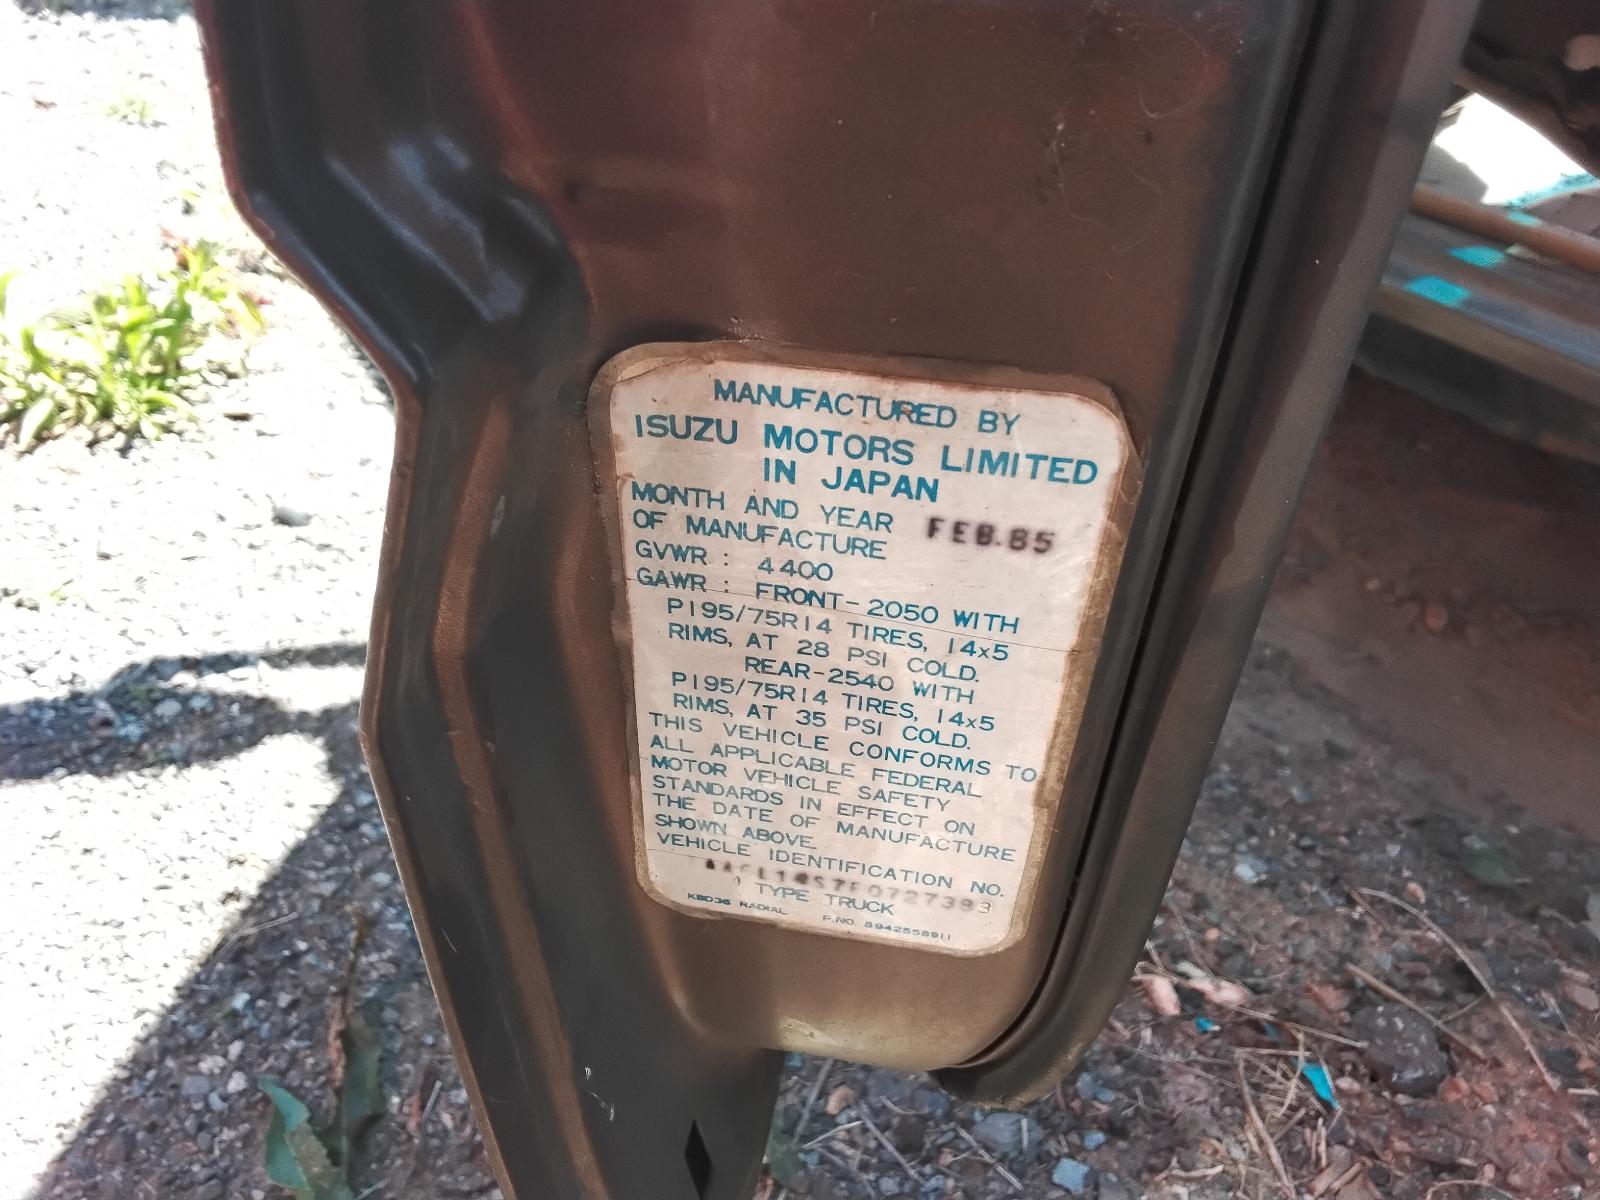 MANUFACTURED BY
ISUZU MOTORS LIMITED
IN JAPAN
MONTH AND YEAR FEB.85
OF MANUFACTURE
GVWR : 4400
GAWR : FRONT-2050 WITH
P195/75R14 TIRES, 14x5
RIMS, AT 28 PSI COLD.
REAR-2540 WITH
P195/75R14 TIRES, 14x5
RIMS, AT 35 PSI COLD.
THIS VEHICLE CONFORMS TO
ALL APPLICABLE FEDERAL
MOTOR VEHICLE SAFETY
STANDARDS IN EFFECT ON
THE DATE OF MANUFACTURE
SHOWN ABOVE
VEHICLE IDENTIFICATION NO.
TYPE TRUCK
KBD36 RADIAL P.NO. 8942558911